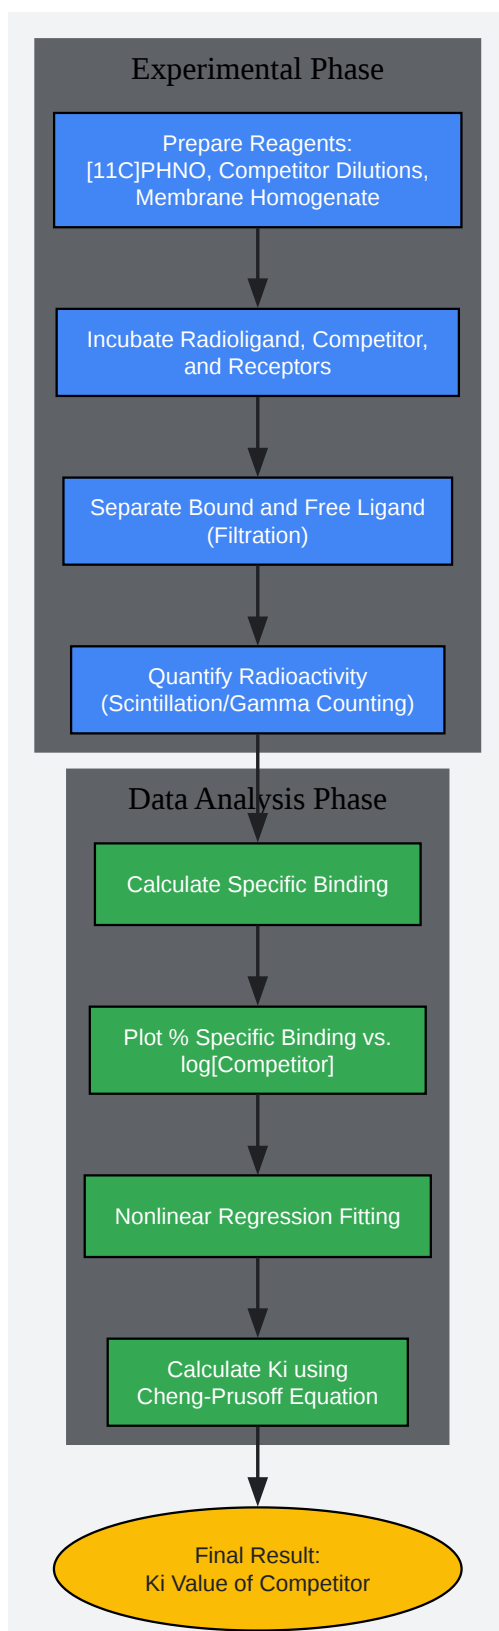 Experimental Phase
Prepare Reagents:
[11C]PHNO, Competitor Dilutions,
Membrane Homogenate
Incubate Radioligand, Competitor,
and Receptors
Separate Bound and Free Ligand
(Filtration)
Quantify Radioactivity
(Scintillation/Gamma Counting)
Data Analysis Phase
Calculate Specific Binding
Plot % Specific Binding vs.
log[Competitor]
Nonlinear Regression Fitting
Calculate Ki using
Cheng-Prusoff Equation
Final Result:
Ki Value of Competitor